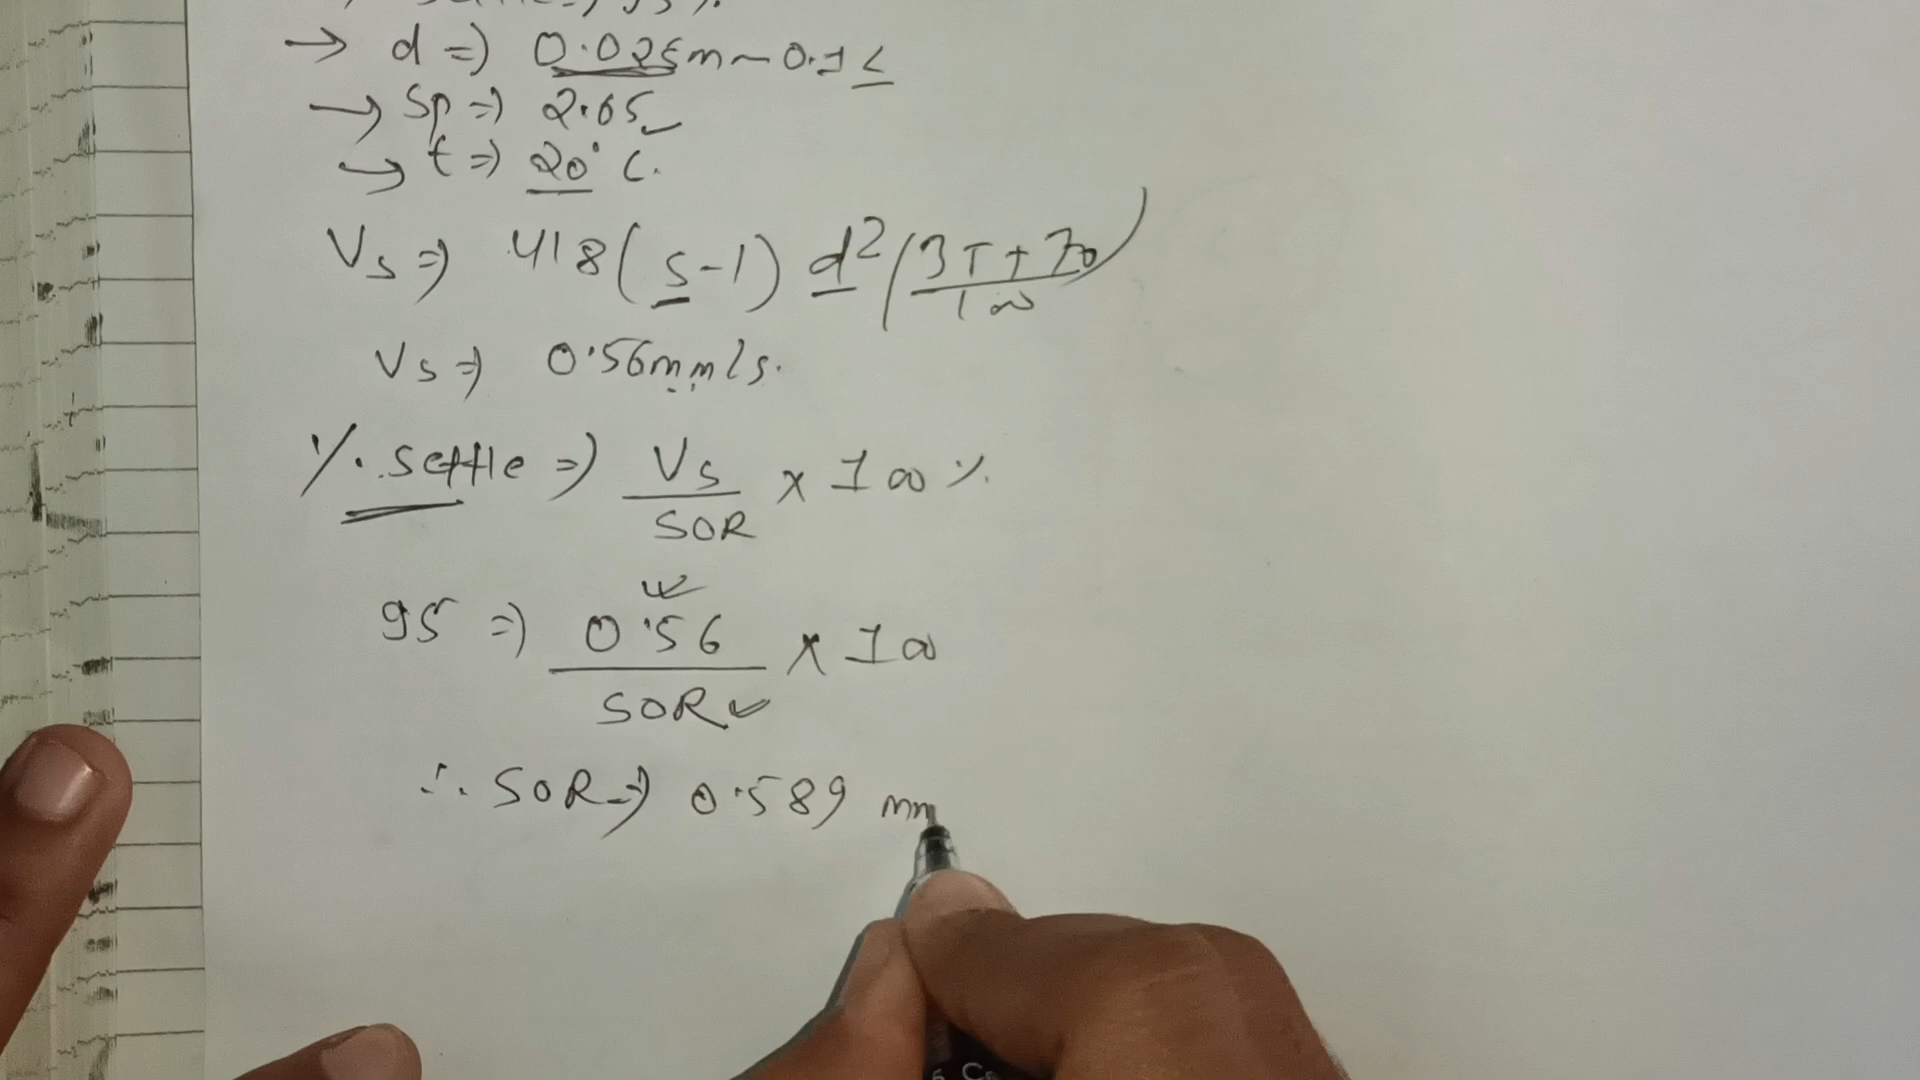 → d ⇒ 0.025m~0.1 <
→ Sp ⇒ 2.65 ✓
→ t ⇒ 20° C.
Vs ⇒ 418 (s-1) d² (3T+70/100)
Vs ⇒ 0.56mm/s.
%. settle ⇒ Vs/SOR × 100 %.
95 ⇒ 0.56/SOR × 100
∴ SOR ⇒ 0.589 mm